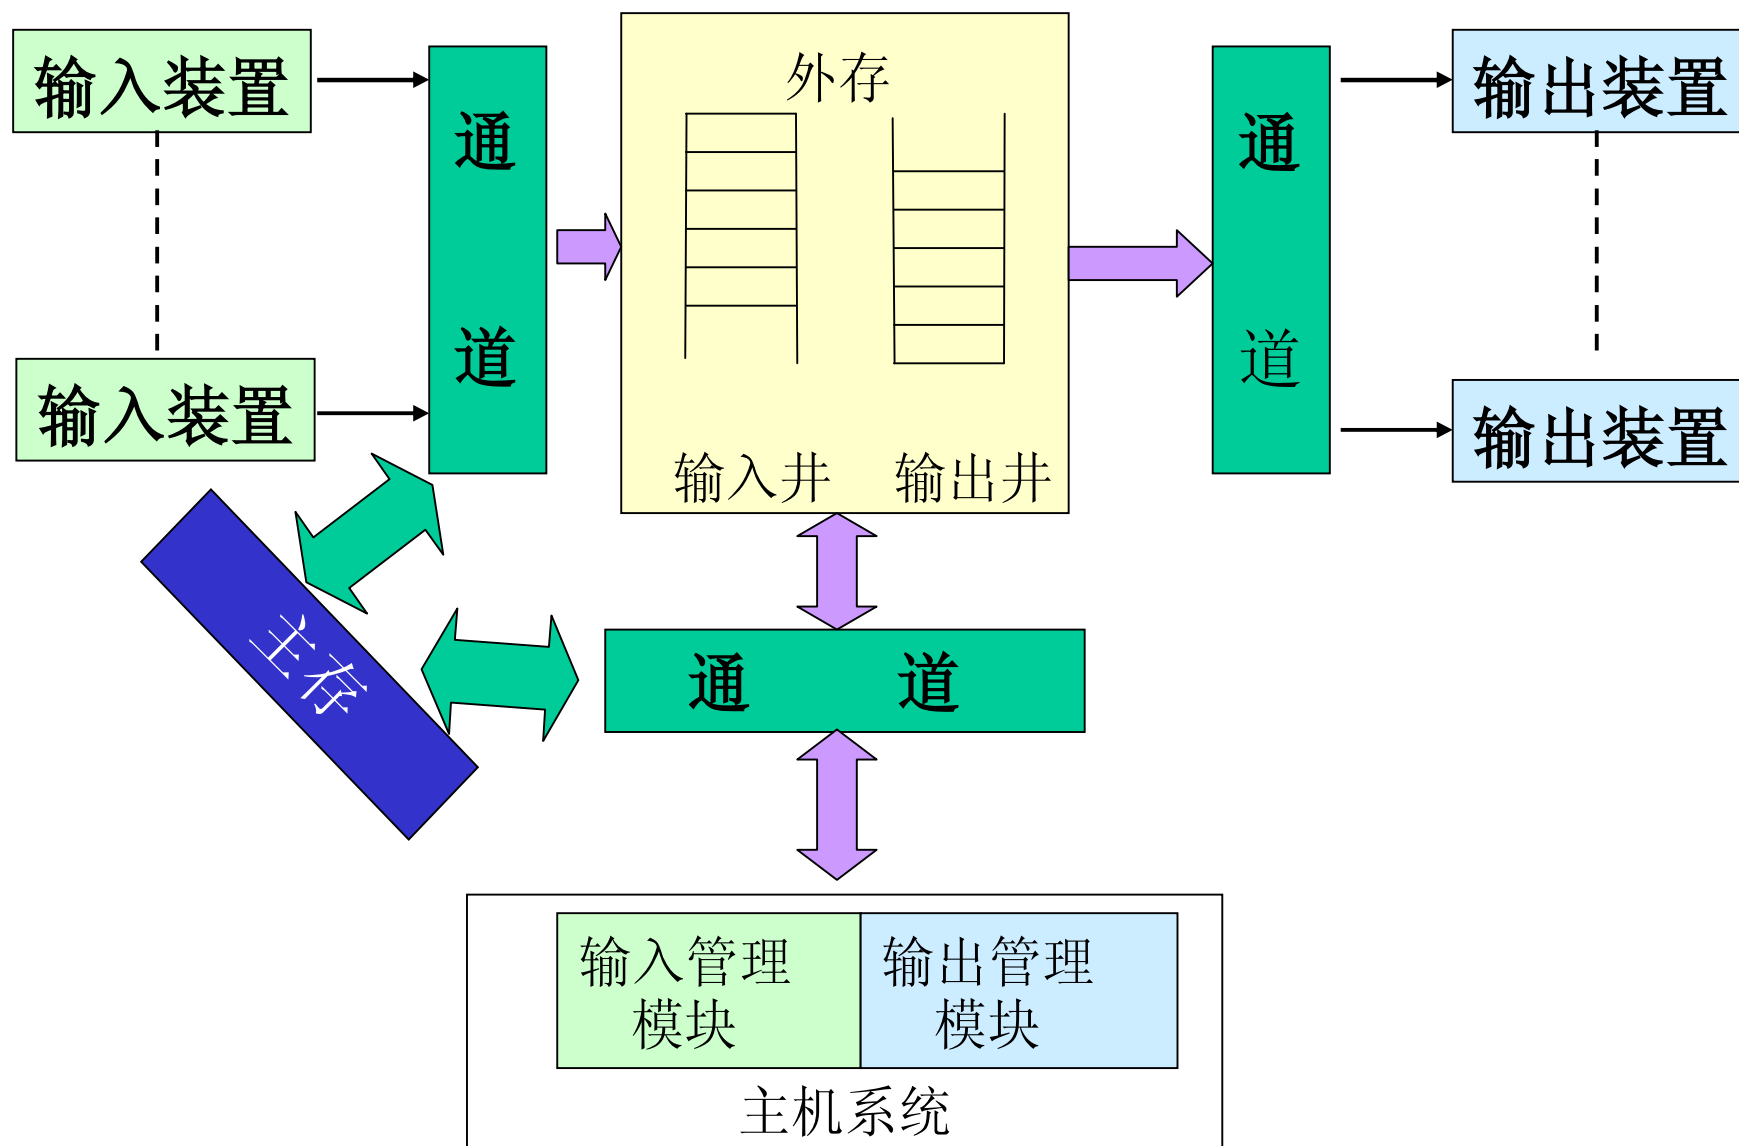 输入装置
通
道
输入装置
外存
输入井
输出井
通
道
输出装置
输出装置
主存
通 道
输入管理
模块
输出管理
模块
主机系统